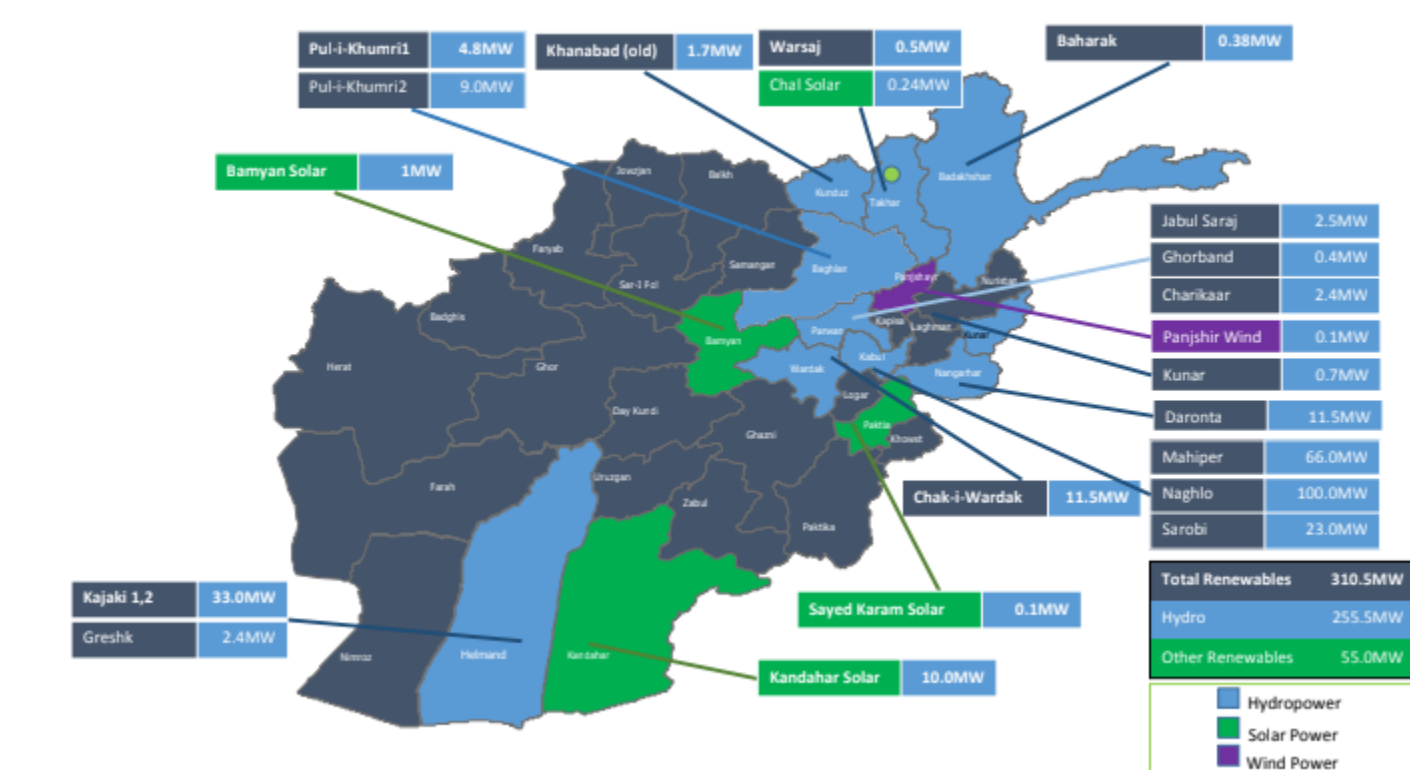 Pul-i-Khumri1 4.8MW
Pul-i-Khumri2 9.0MW
Khanabad (old) 1.7MW
Warsaj 0.5MW
Chal Solar 0.24MW
Baharak 0.38MW
Bamyan Solar 1MW
Jowzjan
Balkh
Kunduz
Takhar
Badakhshan
Faryab
Samangan
Baghlan
Sar-I Pol
Panjshayr
Nuristan
Badghis
Bamyan
Parwan
Kapisa
Laghman
Kunar
Herat
Ghor
Wardak
Kabul
Nangarhar
Day Kundi
Logar
Ghazni
Paktia
Khowst
Farah
Uruzgan
Zabul
Paktika
Nimroz
Helmand
Kandahar
Jabul Saraj 2.5MW
Ghorband 0.4MW
Charikaar 2.4MW
Panjshir Wind 0.1MW
Kunar 0.7MW
Daronta 11.5MW
Mahiper 66.0MW
Naghlo 100.0MW
Sarobi 23.0MW
Chak-i-Wardak 11.5MW
Kajaki 1,2 33.0MW
Greshk 2.4MW
Sayed Karam Solar 0.1MW
Kandahar Solar 10.0MW
Total Renewables 310.5MW
Hydro 255.5MW
Other Renewables 55.0MW
Hydropower
Solar Power
Wind Power